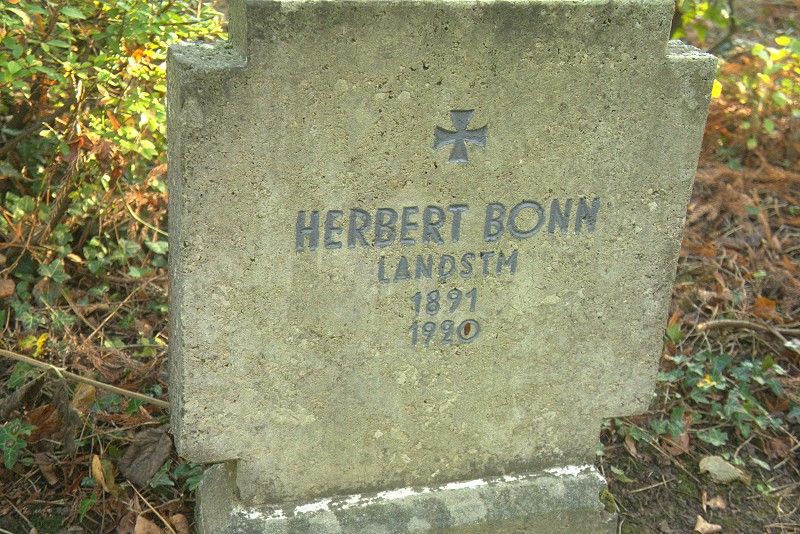 HERBERT BONN
LANDSTM
1891
1920